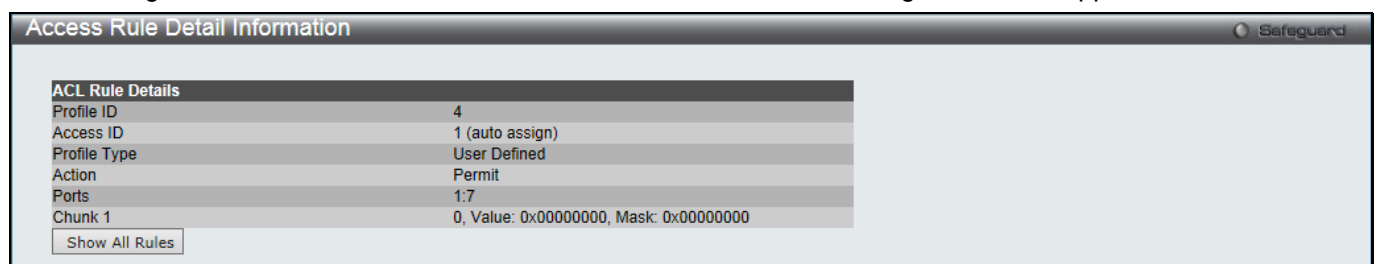 Access Rule Detail Information
Safeguard
ACL Rule Details
Profile ID 4
Access ID 1 (auto assign)
Profile Type User Defined
Action Permit
Ports 1:7
Chunk 1 0, Value: 0x00000000, Mask: 0x00000000
Show All Rules